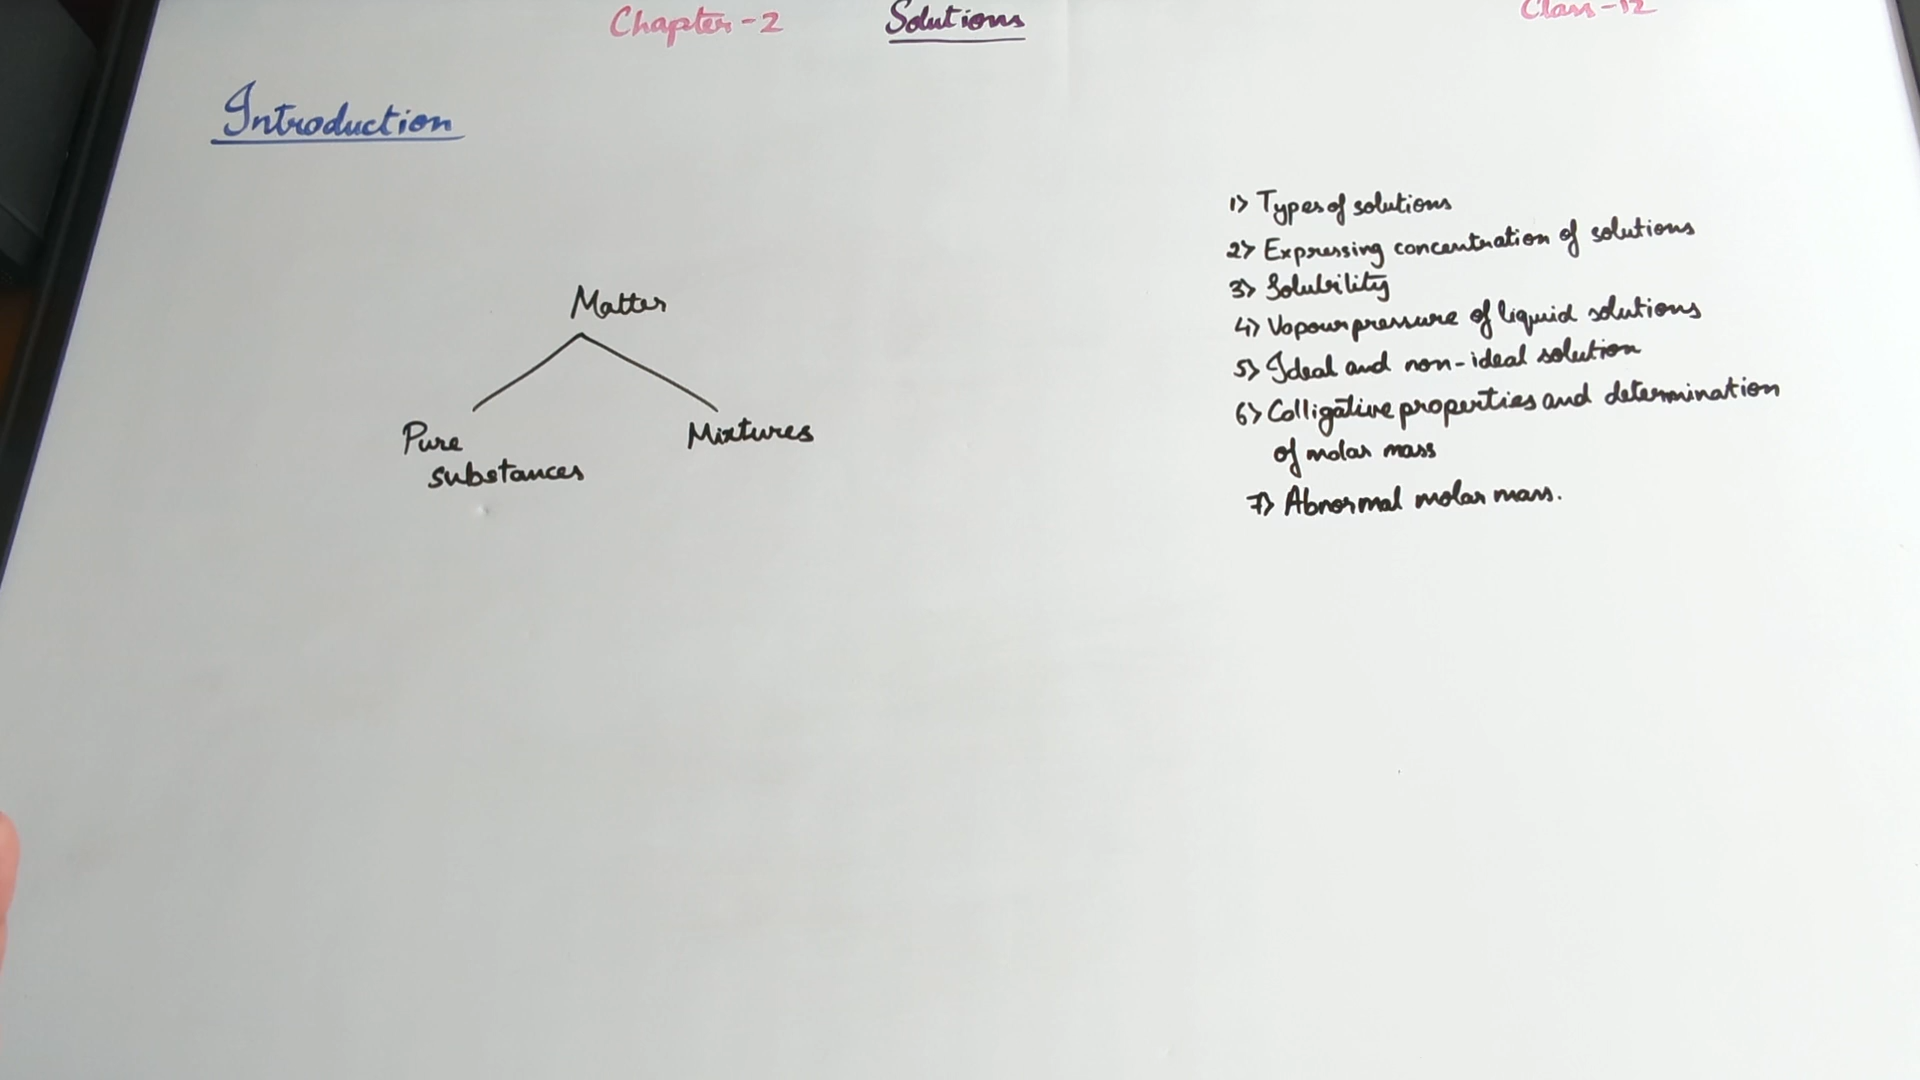 Chapter-2 Solutions Class-12
Introduction
Matter
Pure
substances
Mixtures
1) Types of solutions
2) Expressing concentration of solutions
3) Solubility
4) Vapour pressure of liquid solutions
5) Ideal and non-ideal solution
6) Colligative properties and determination
of molar mass
7) Abnormal molar mass.